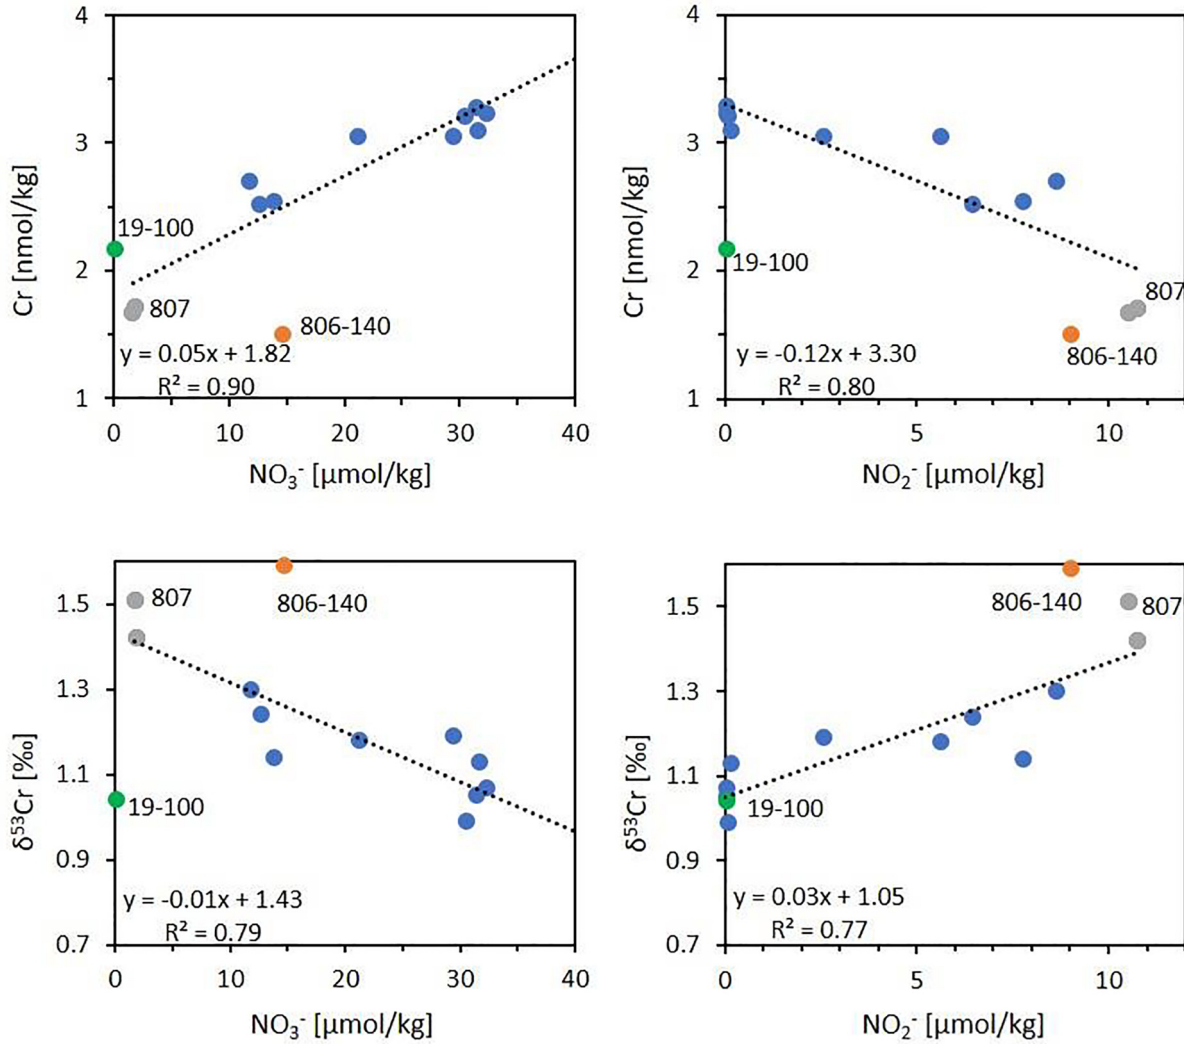 4
3
2
1
Cr [nmol/kg]
19-100
807
806-140
y = 0.05x + 1.82
R² = 0.90
0 10 20 30 40
NO₃⁻ [µmol/kg]
4
3
2
1
Cr [nmol/kg]
19-100
807
806-140
y = -0.12x + 3.30
R² = 0.80
0 5 10
NO₂⁻ [µmol/kg]
1.5
1.3
1.1
0.9
0.7
δ⁵³Cr [‰]
807
806-140
19-100
y = -0.01x + 1.43
R² = 0.79
0 10 20 30 40
NO₃⁻ [µmol/kg]
1.5
1.3
1.1
0.9
0.7
δ⁵³Cr [‰]
806-140
807
19-100
y = 0.03x + 1.05
R² = 0.77
0 5 10
NO₂⁻ [µmol/kg]